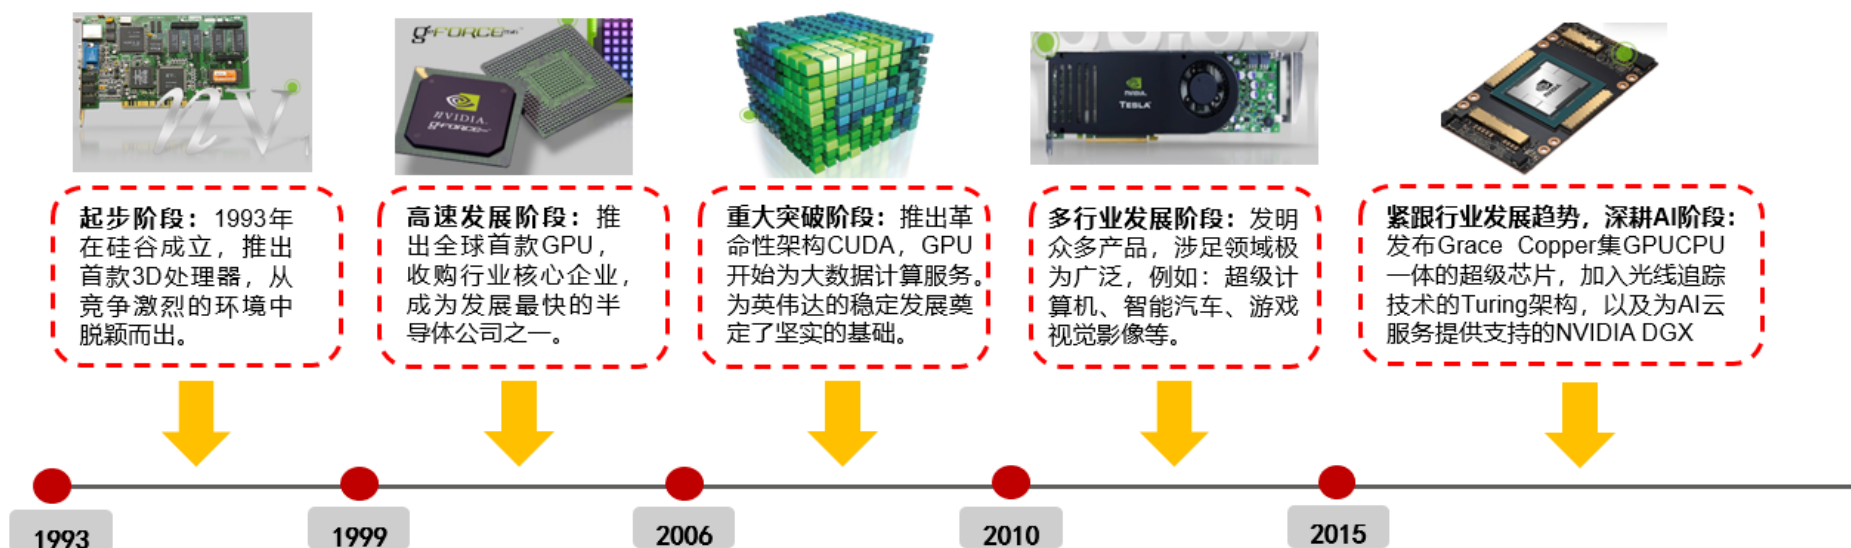 nVi
GEFORCE 256
NVIDIA.
GEFORCE
NVIDIA.
TESLA
NVIDIA.
起步阶段：1993年
在硅谷成立，推出
首款3D处理器，从
竞争激烈的环境中
脱颖而出。
高速发展阶段：推
出全球首款GPU，
收购行业核心企业，
成为发展最快的半
导体公司之一。
重大突破阶段：推出革
命性架构CUDA，GPU
开始为大数据计算服务。
为英伟达的稳定发展奠
定了坚实的基础。
多行业发展阶段：发明
众多产品，涉足领域极
为广泛，例如：超级计
算机、智能汽车、游戏
视觉影像等。
紧跟行业发展趋势，深耕AI阶段：
发布Grace Copper集GPUCPU
一体的超级芯片，加入光线追踪
技术的Turing架构，以及为AI云
服务提供支持的NVIDIA DGX
1993
1999
2006
2010
2015